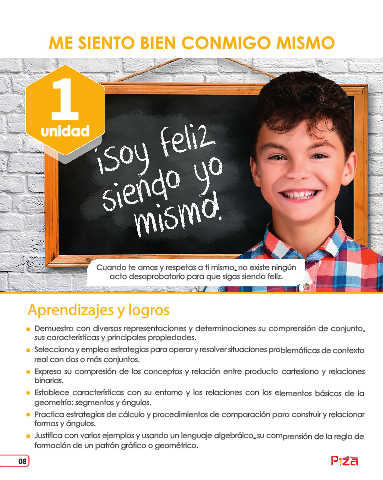 ME SIENTO BIEN CONMIGO MISMO
1
unidad
¡Soy feliz
siendo yo
mismo!
Cuando te amas y respetas a ti mismo, no existe ningún
acto desaprobatorio para que sigas siendo feliz.
Aprendizajes y logros
Demuestra con diversas representaciones y determinaciones su comprensión de conjunto,
sus características y principales propiedades.
Selecciona y emplea estrategias para operar y resolver situaciones problemáticas de contexto
real con dos o más conjuntos.
Expresa su compresión de los conceptos y relación entre producto cartesiano y relaciones
binarias.
Establece características con su entorno y las relaciones con los elementos básicos de la
geometría: segmentos y ángulos.
Practica estrategias de cálculo y procedimientos de comparación para construir y relacionar
formas y ángulos.
Justifica con varios ejemplos y usando un lenguaje algebráico, su comprensión de la regla de
formación de un patrón gráfico o geométrico.
08